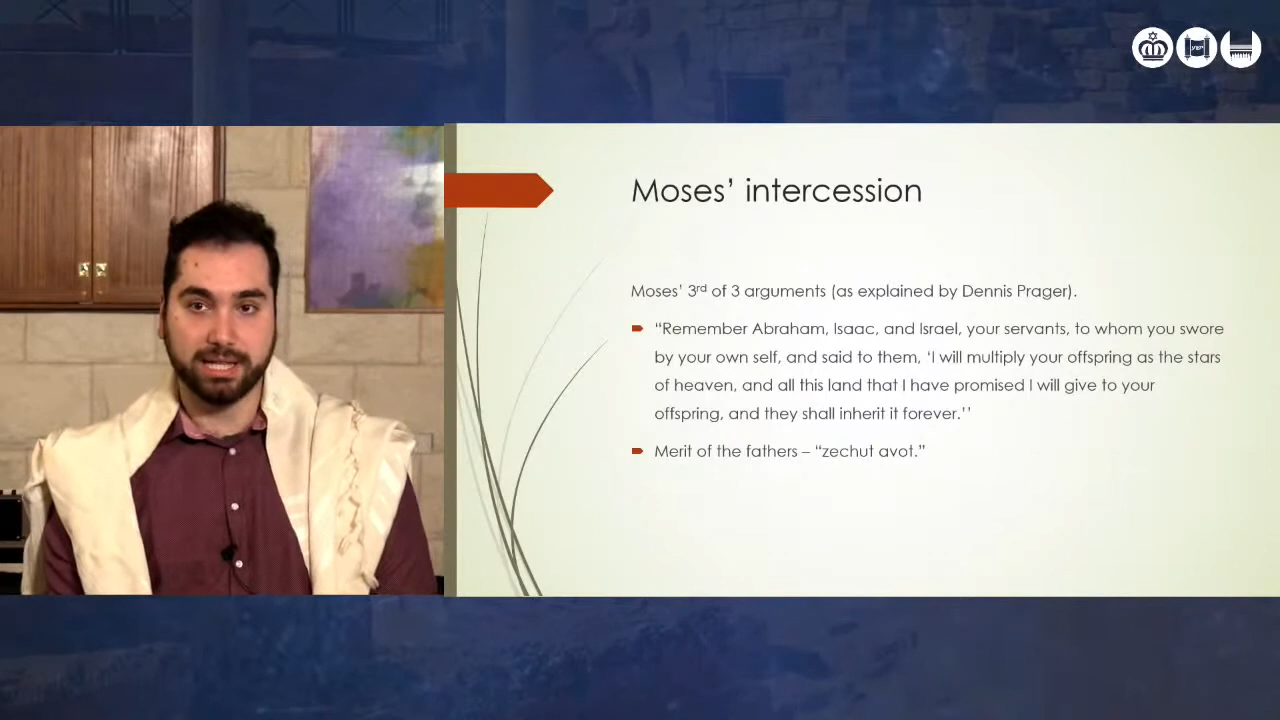 Moses’ intercession
Moses’ 3rd of 3 arguments (as explained by Dennis Prager).
“Remember Abraham, Isaac, and Israel, your servants, to whom you swore
by your own self, and said to them, ‘I will multiply your offspring as the stars
of heaven, and all this land that I have promised I will give to your
offspring, and they shall inherit it forever.’’
Merit of the fathers – “zechut avot.”